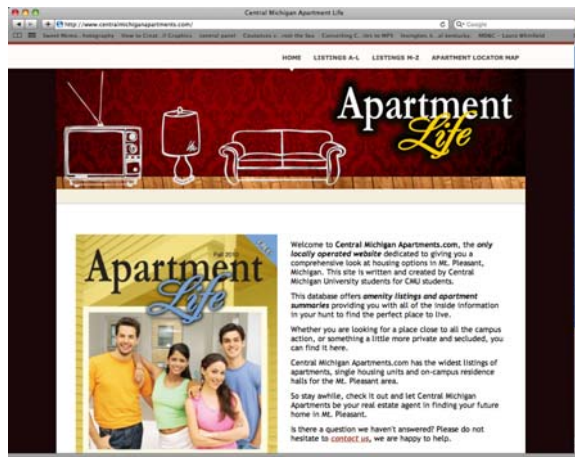 Central Michigan Apartment Life
http://www.centralmichiganapartments.com/
Google
HOME LISTINGS A-L LISTINGS M-Z APARTMENT LOCATOR MAP
Apartment
Life
Fall 2010
Apartment
Life
Welcome to Central Michigan Apartments.com, the only
locally operated website dedicated to giving you a
comprehensive look at housing options in Mt. Pleasant,
Michigan. This site is written and created by Central
Michigan University students for CMU students.
This database offers amenity listings and apartment
summaries providing you with all of the inside information
in your hunt to find the perfect place to live.
Whether you are looking for a place close to all the campus
action, or something a little more private and secluded, you
can find it here.
Central Michigan Apartments.com has the widest listings of
apartments, single housing units and on-campus residence
halls for the Mt. Pleasant area.
So stay awhile, check it out and let Central Michigan
Apartments be your real estate agent in finding your future
home in Mt. Pleasant.
Is there a question we haven't answered? Please do not
hesitate to contact us, we are happy to help.